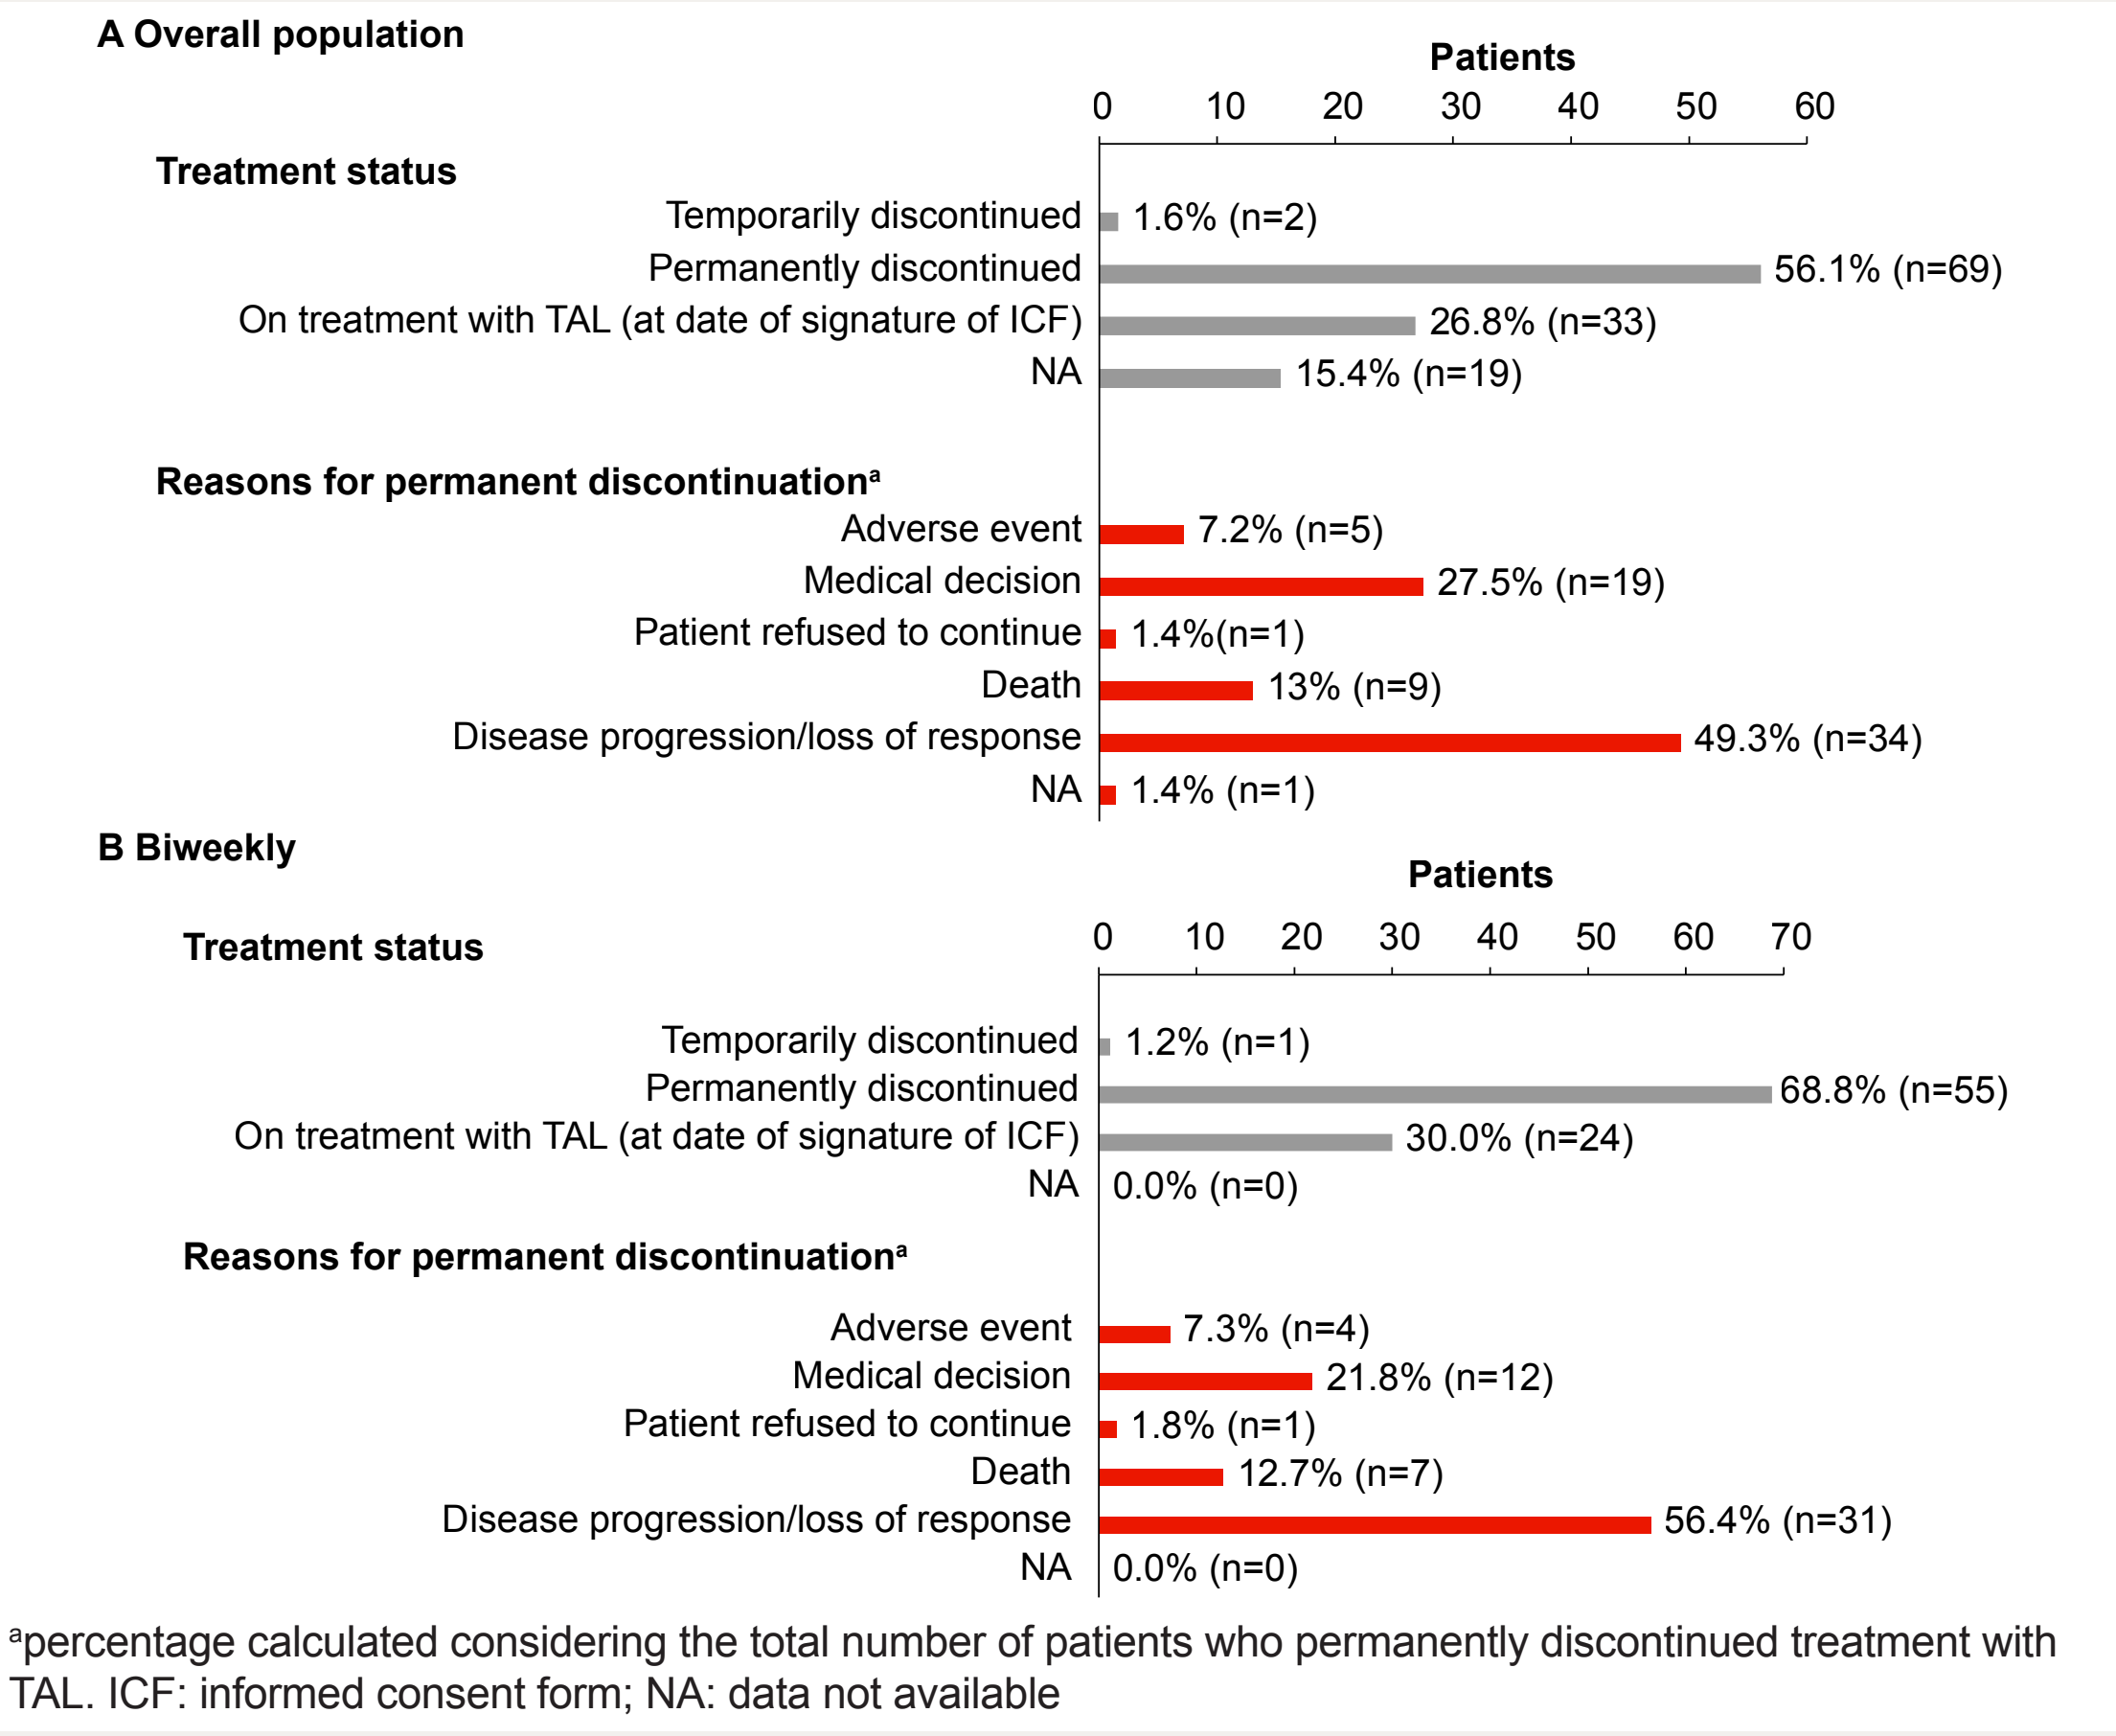 A Overall population
Patients
0 10 20 30 40 50 60
Treatment status
Temporarily discontinued 1.6% (n=2)
Permanently discontinued 56.1% (n=69)
On treatment with TAL (at date of signature of ICF) 26.8% (n=33)
NA 15.4% (n=19)
Reasons for permanent discontinuationᵃ
Adverse event 7.2% (n=5)
Medical decision 27.5% (n=19)
Patient refused to continue 1.4%(n=1)
Death 13% (n=9)
Disease progression/loss of response 49.3% (n=34)
NA 1.4% (n=1)
B Biweekly
Patients
0 10 20 30 40 50 60 70
Treatment status
Temporarily discontinued 1.2% (n=1)
Permanently discontinued 68.8% (n=55)
On treatment with TAL (at date of signature of ICF) 30.0% (n=24)
NA 0.0% (n=0)
Reasons for permanent discontinuationᵃ
Adverse event 7.3% (n=4)
Medical decision 21.8% (n=12)
Patient refused to continue 1.8% (n=1)
Death 12.7% (n=7)
Disease progression/loss of response 56.4% (n=31)
NA 0.0% (n=0)
ᵃpercentage calculated considering the total number of patients who permanently discontinued treatment with
TAL. ICF: informed consent form; NA: data not available